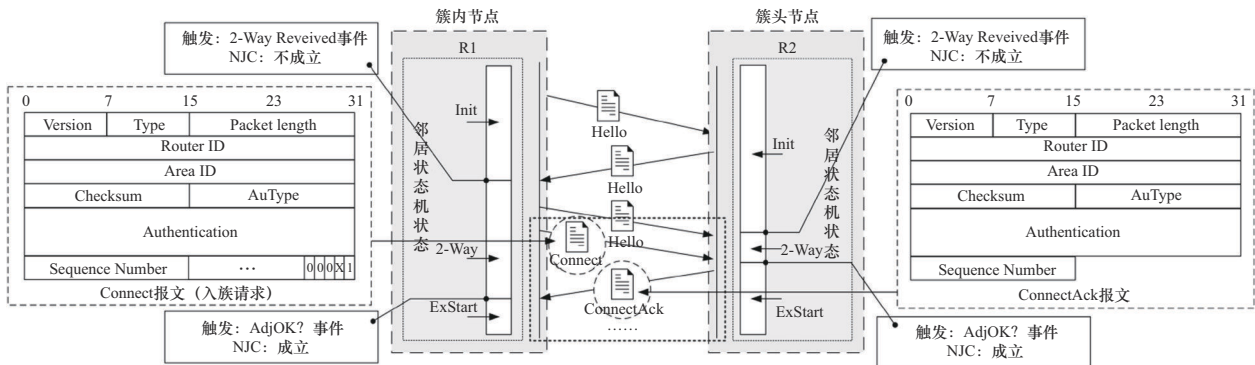 簇内节点
簇头节点
触发：2-Way Reveived事件
NJC：不成立
R1
R2
触发：2-Way Reveived事件
NJC：不成立
0 7 15 23 31
Version Type Packet length
Router ID
Area ID
Checksum AuType
Authentication
Sequence Number … 0 0 0 X 1
Connect报文（入族请求）
触发：AdjOK？事件
NJC：成立
邻居状态机状态
Init
2-Way
ExStart
Hello
Hello
Hello
Connect
ConnectAck
……
邻居状态机状态
Init
2-Way
ExStart
0 7 15 23 31
Version Type Packet length
Router ID
Area ID
Checksum AuType
Authentication
Sequence Number
ConnectAck报文
触发：AdjOK？事件
NJC：成立